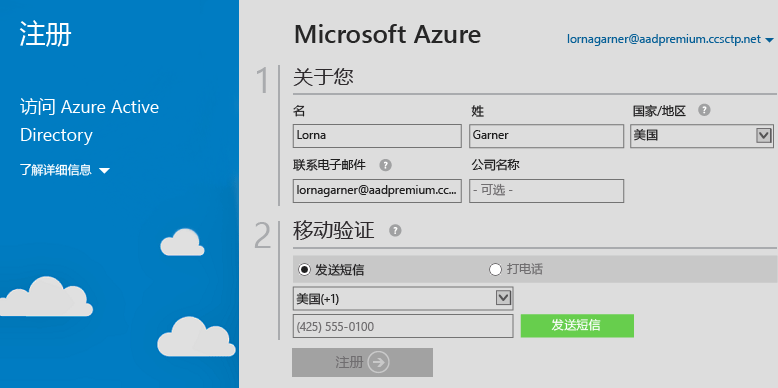 注册
访问 Azure Active
Directory
了解详细信息
Microsoft Azure
lornagarner@aadpremium.ccsctp.net
1 关于您
名 姓 国家/地区 ?
Lorna Garner 美国
联系电子邮件 ? 公司名称
lornagarner@aadpremium.cc... - 可选 -
2 移动验证 ?
发送短信 打电话
美国(+1)
(425) 555-0100 发送短信
注册